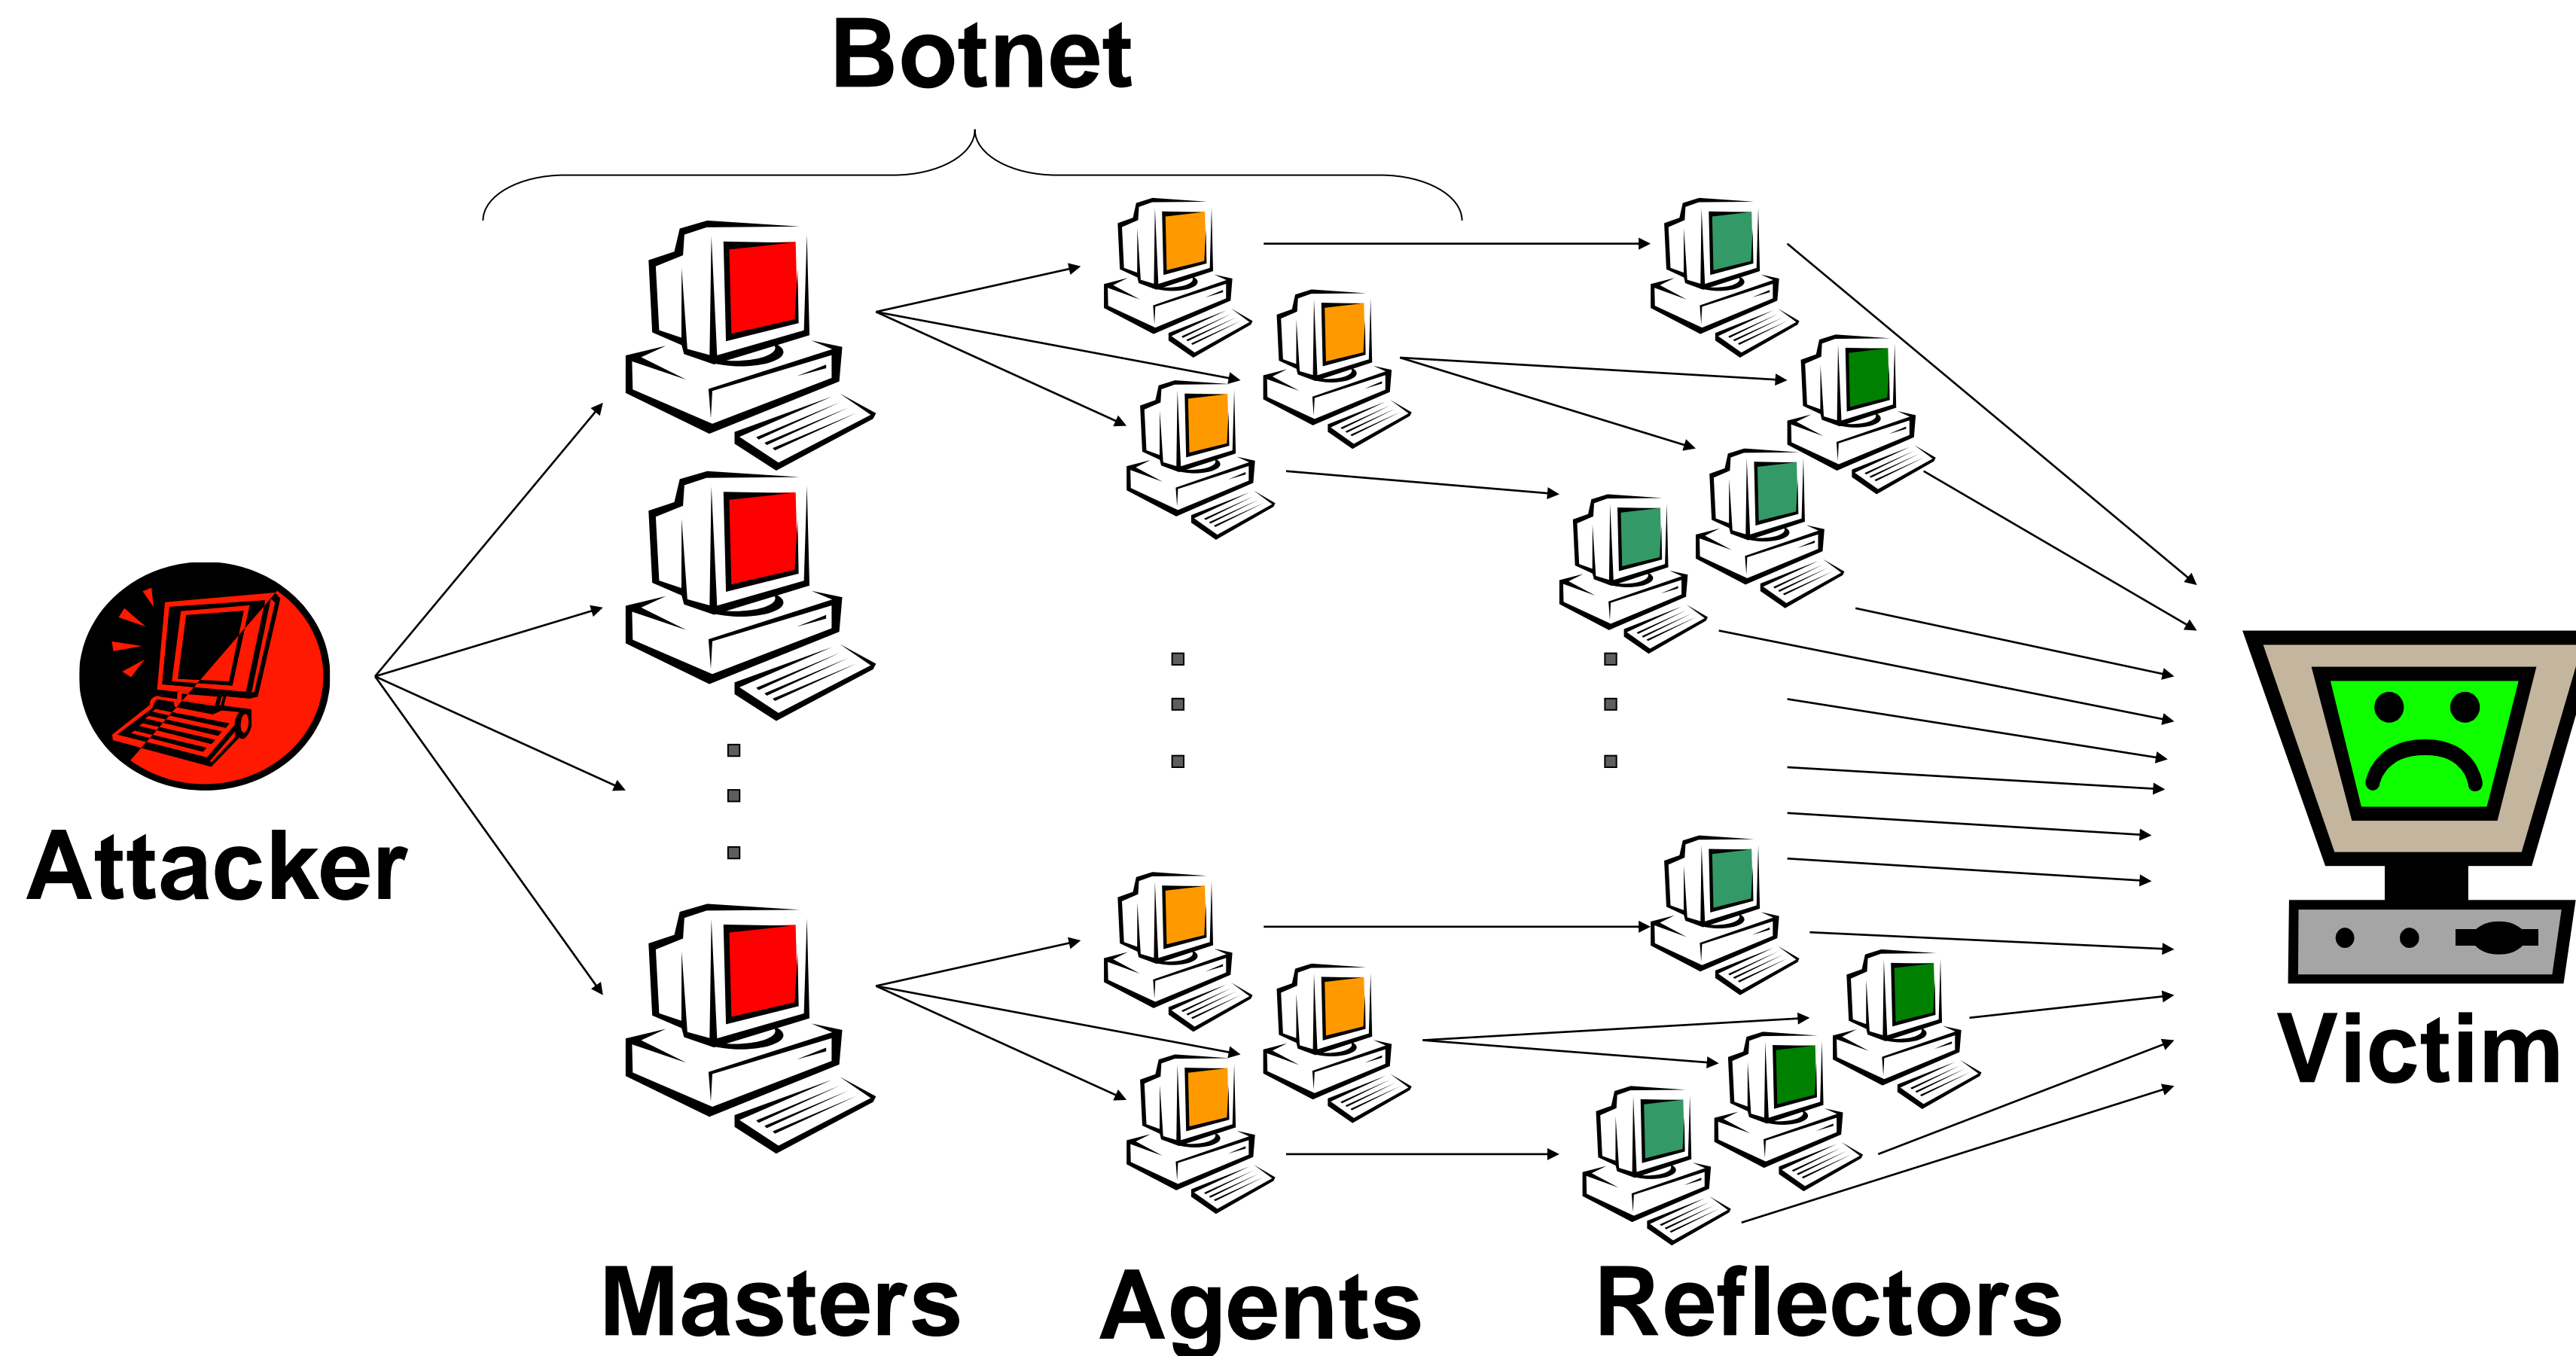 Botnet
Attacker
Victim
Masters
Agents
Reflectors